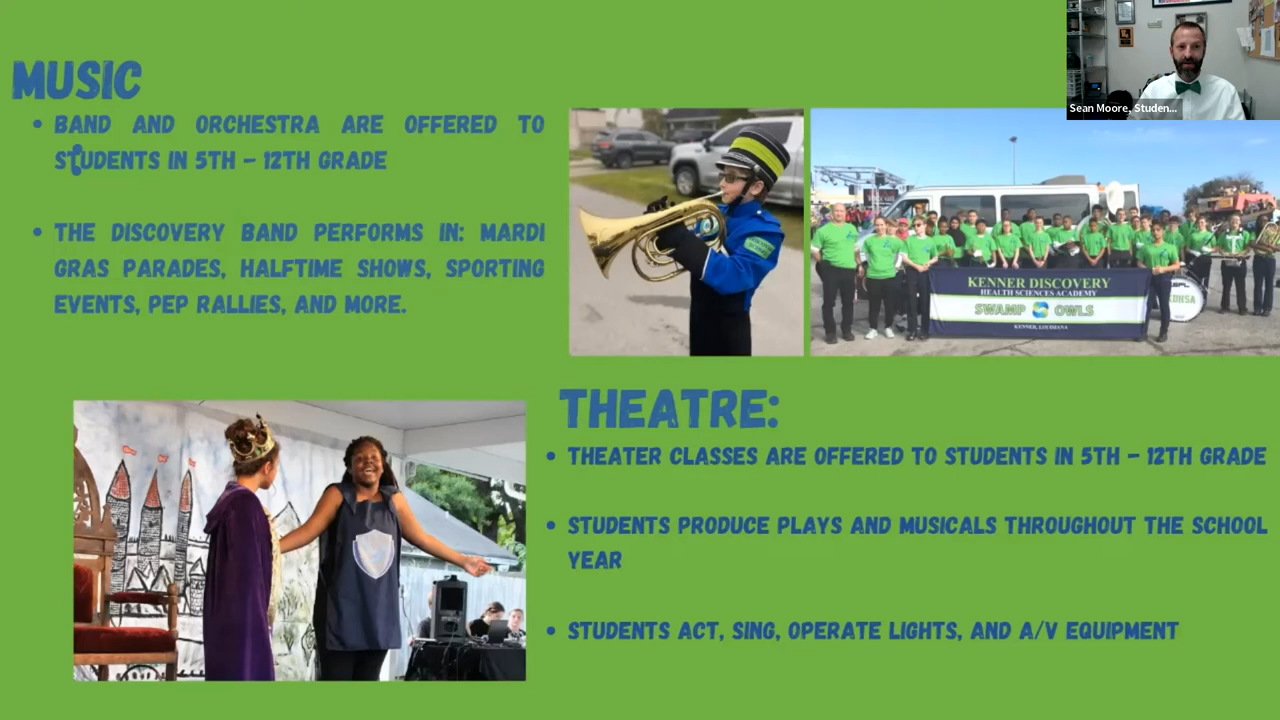 MUSIC
• BAND AND ORCHESTRA ARE OFFERED TO
STUDENTS IN 5TH – 12TH GRADE
• THE DISCOVERY BAND PERFORMS IN: MARDI
GRAS PARADES, HALFTIME SHOWS, SPORTING
EVENTS, PEP RALLIES, AND MORE.
Sean Moore, Studen...
KENNER DISCOVERY
HEALTH SCIENCES ACADEMY
SWAMP OWLS
KENNER, LOUISIANA
KDHSA
THEATRE:
• THEATER CLASSES ARE OFFERED TO STUDENTS IN 5TH – 12TH GRADE
• STUDENTS PRODUCE PLAYS AND MUSICALS THROUGHOUT THE SCHOOL
YEAR
• STUDENTS ACT, SING, OPERATE LIGHTS, AND A/V EQUIPMENT